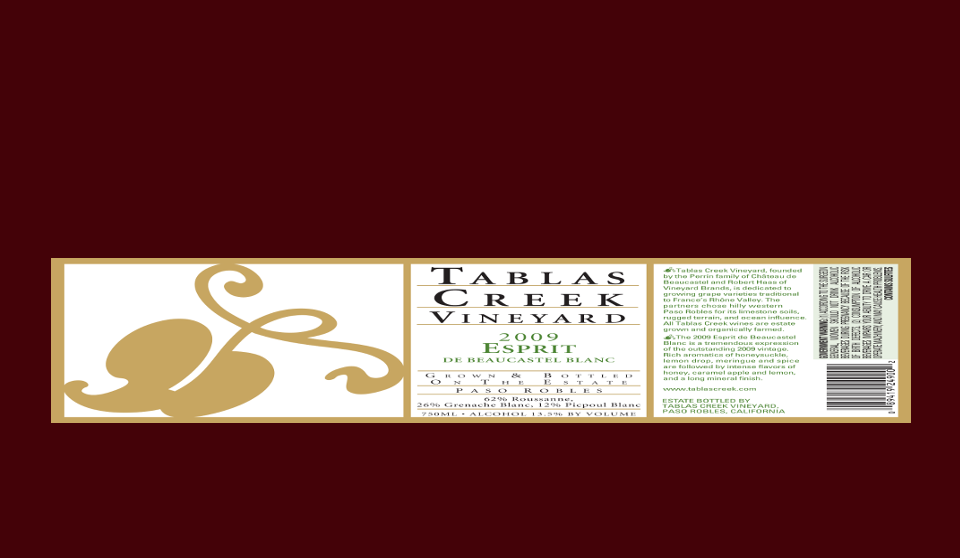 TABLAS
CREEK
VINEYARD
2009
ESPRIT
DE BEAUCASTEL BLANC
GROWN & BOTTLED
ON THE ESTATE
PASO ROBLES
62% Roussanne,
26% Grenache Blanc, 12% Picpoul Blanc
750ML • ALCOHOL 13.5% BY VOLUME
Tablas Creek Vineyard, founded
by the Perrin family of Château de
Beaucastel and Robert Haas of
Vineyard Brands, is dedicated to
growing grape varieties traditional
to France's Rhône Valley. The
partners chose hilly western
Paso Robles for its limestone soils,
rugged terrain, and ocean influence.
All Tablas Creek wines are estate
grown and organically farmed.
The 2009 Esprit de Beaucastel
Blanc is a tremendous expression
of the outstanding 2009 vintage.
Rich aromatics of honeysuckle,
lemon drop, meringue and spice
are followed by intense flavors of
honey, caramel apple and lemon,
and a long mineral finish.
www.tablascreek.com
ESTATE BOTTLED BY
TABLAS CREEK VINEYARD,
PASO ROBLES, CALIFORNIA
CONTAINS SULFITES